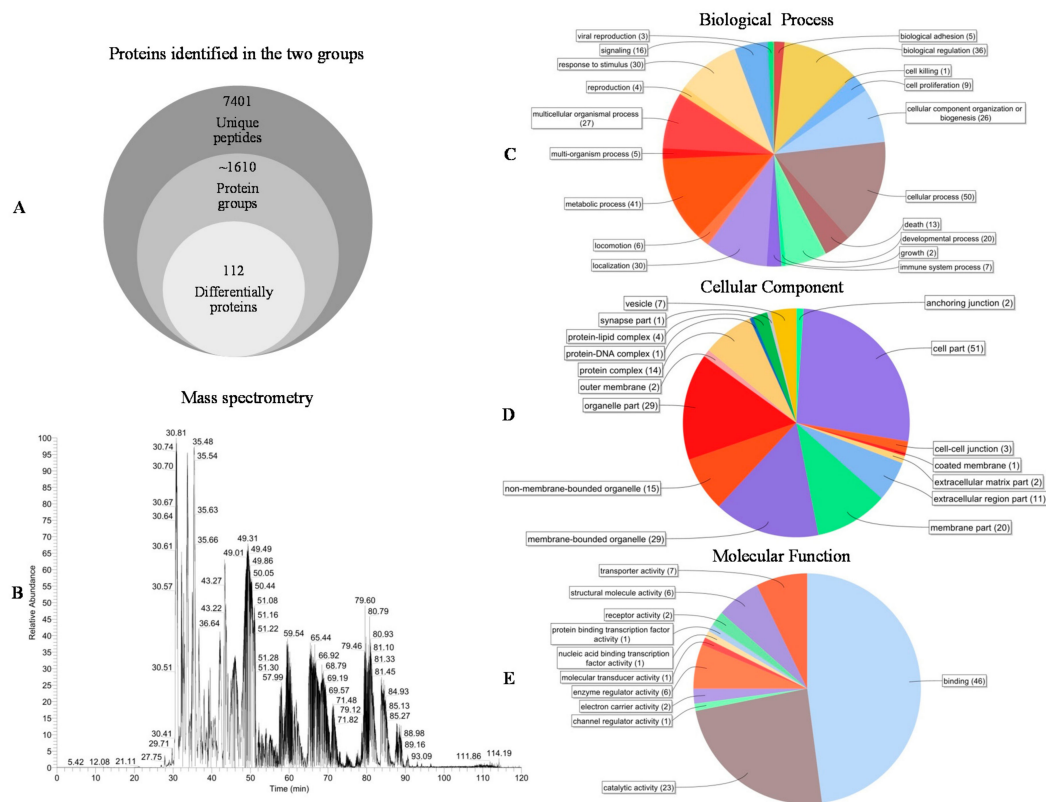 Proteins identified in the two groups
7401
Unique
peptides
~1610
Protein
groups
112
Differentially
proteins
A
Mass spectrometry
B
Relative Abundance
100
95
90
85
80
75
70
65
60
55
50
45
40
35
30
25
20
15
10
5
0
30.81
30.74
30.70
30.67
30.64
30.61
30.57
30.51
30.41
29.71
27.75
5.42
12.08
21.11
35.48
35.54
35.63
35.66
43.27
43.22
36.64
49.01
49.31
49.49
49.86
50.05
50.44
51.08
51.16
51.22
51.28
51.30
57.99
59.54
65.44
66.92
68.79
69.19
69.57
71.48
79.12
71.82
79.60
79.46
80.79
80.93
81.10
81.33
81.45
84.93
85.13
85.27
88.98
89.16
93.09
111.86
114.19
0
10
20
30
40
50
60
70
80
90
100
110
120
Time (min)
Biological Process
C
viral reproduction (3)
signaling (16)
response to stimulus (30)
reproduction (4)
multicellular organismal process
(27)
multi-organism process (5)
metabolic process (41)
locomotion (6)
localization (30)
biological adhesion (5)
biological regulation (36)
cell killing (1)
cell proliferation (9)
cellular component organization or
biogenesis (26)
cellular process (50)
death (13)
developmental process (20)
growth (2)
immune system process (7)
Cellular Component
D
vesicle (7)
synapse part (1)
protein-lipid complex (4)
protein-DNA complex (1)
protein complex (14)
outer membrane (2)
organelle part (29)
non-membrane-bounded organelle (15)
membrane-bounded organelle (29)
anchoring junction (2)
cell part (51)
cell-cell junction (3)
coated membrane (1)
extracellular matrix part (2)
extracellular region part (11)
membrane part (20)
Molecular Function
E
transporter activity (7)
structural molecule activity (6)
receptor activity (2)
protein binding transcription factor
activity (1)
nucleic acid binding transcription
factor activity (1)
molecular transducer activity (1)
enzyme regulator activity (6)
electron carrier activity (2)
channel regulator activity (1)
catalytic activity (23)
binding (46)